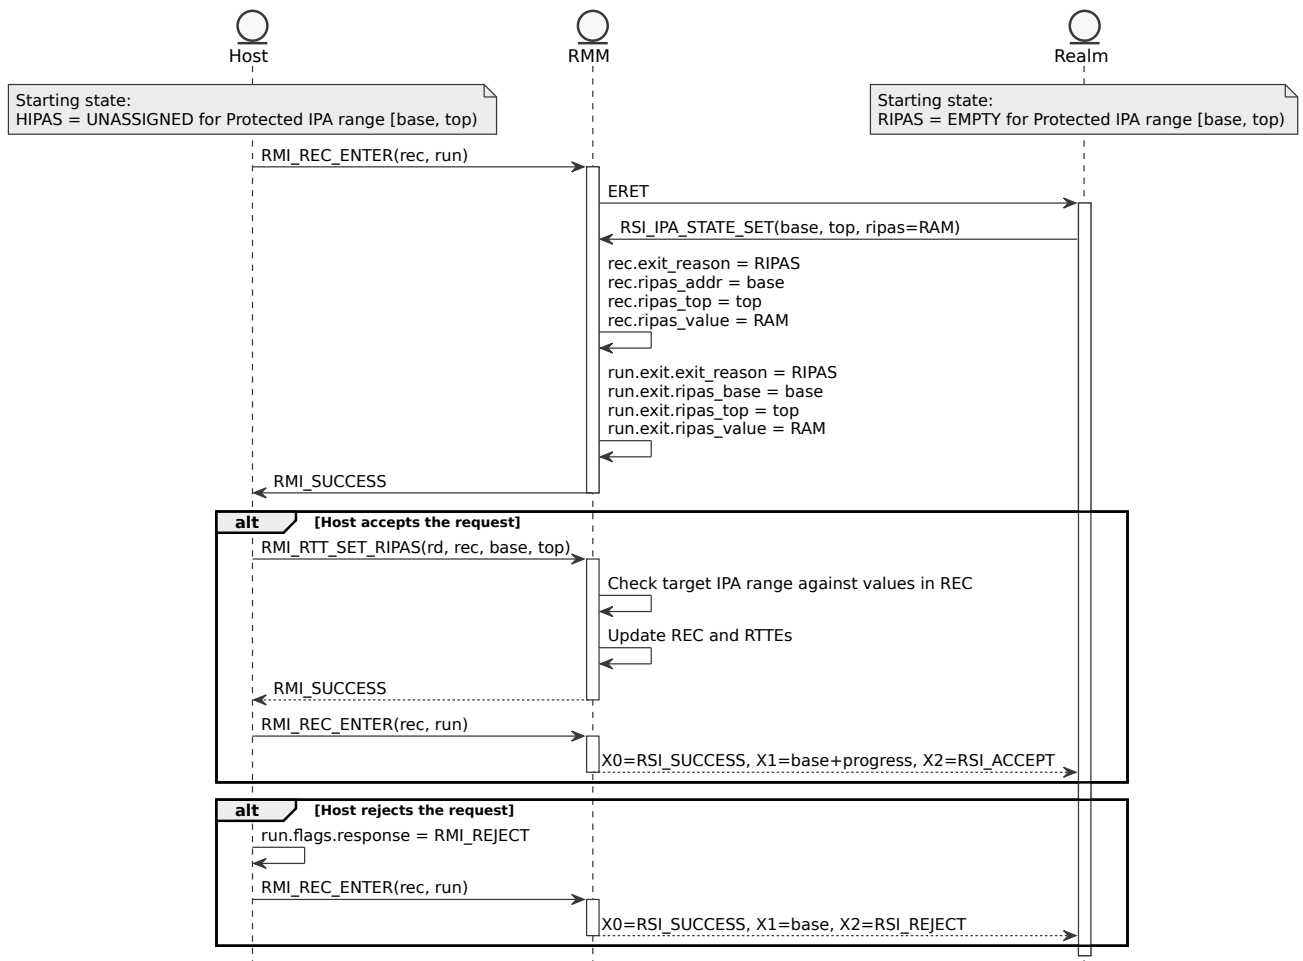 Host
RMM
Realm
Starting state:
HIPAS = UNASSIGNED for Protected IPA range [base, top)
Starting state:
RIPAS = EMPTY for Protected IPA range [base, top)
RMI_REC_ENTER(rec, run)
ERET
RSI_IPA_STATE_SET(base, top, ripas=RAM)
rec.exit_reason = RIPAS
rec.ripas_addr = base
rec.ripas_top = top
rec.ripas_value = RAM
run.exit.exit_reason = RIPAS
run.exit.ripas_base = base
run.exit.ripas_top = top
run.exit.ripas_value = RAM
RMI_SUCCESS
alt [Host accepts the request]
RMI_RTT_SET_RIPAS(rd, rec, base, top)
Check target IPA range against values in REC
Update REC and RTTEs
RMI_SUCCESS
RMI_REC_ENTER(rec, run)
X0=RSI_SUCCESS, X1=base+progress, X2=RSI_ACCEPT
alt [Host rejects the request]
run.flags.response = RMI_REJECT
RMI_REC_ENTER(rec, run)
X0=RSI_SUCCESS, X1=base, X2=RSI_REJECT